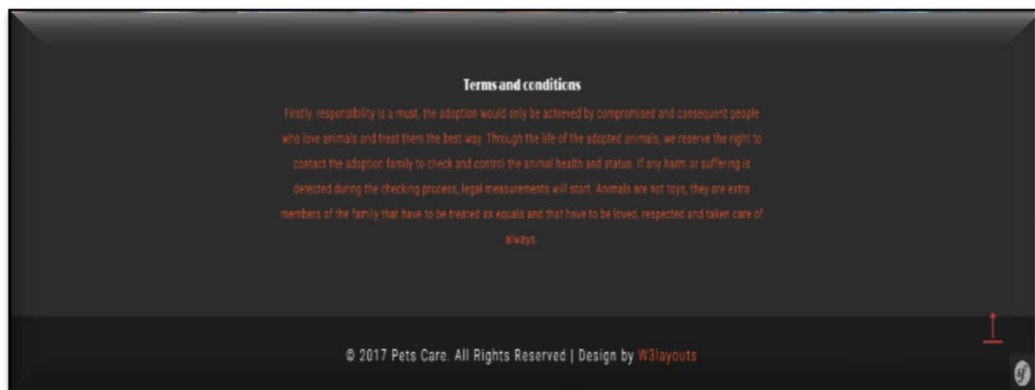 Terms and conditions
Firstly, responsibility is a must, the adoption would only be achieved by compromised and consequent people
who love animals and treat them the best way. Through the life of the adopted animals, we reserve the right to
contact the adoption family to check and control the animal health and status. If any harm or suffering is
detected during the checking process, legal measurements will start. Animals are not toys, they are extra
members of the family that have to be treated as equals and that have to be loved, respected and taken care of
always.
© 2017 Pets Care. All Rights Reserved | Design by W3layouts
sf